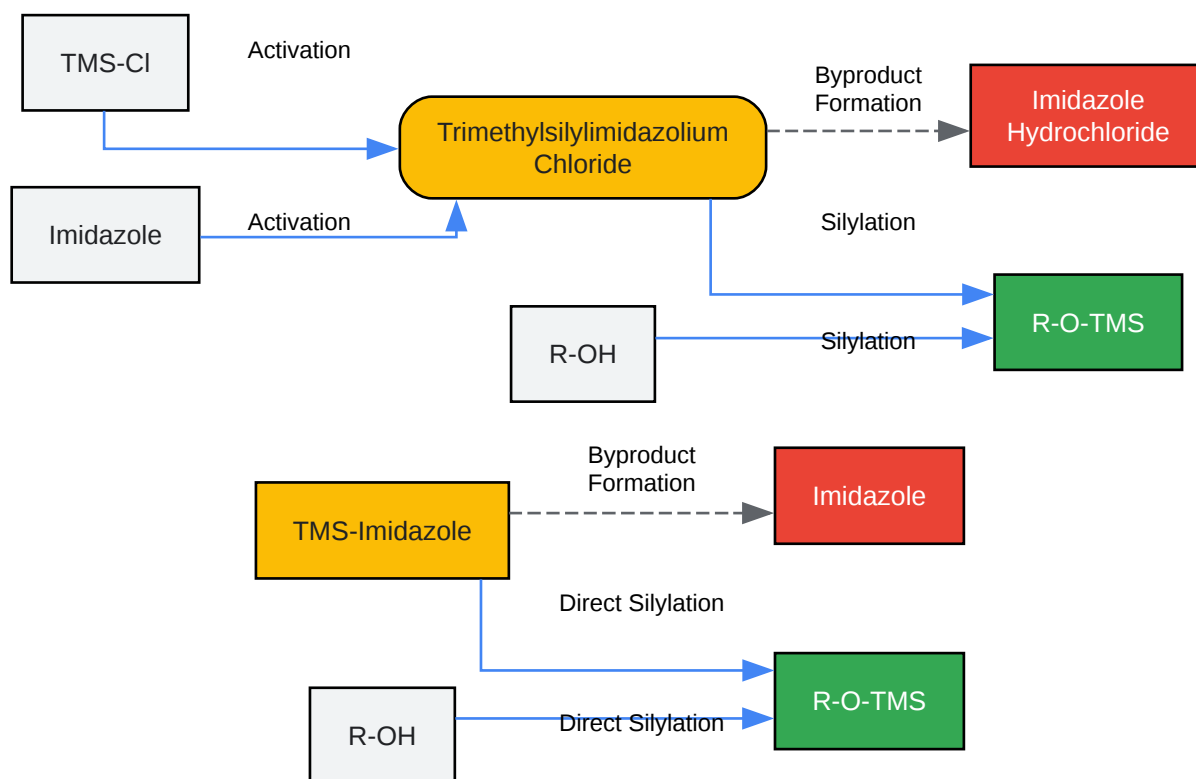 TMS-Cl
Activation
Byproduct
Formation
Imidazole
Hydrochloride
Trimethylsilylimidazolium
Chloride
Imidazole
Activation
Silylation
R-O-TMS
R-OH
Silylation
Byproduct
Formation
Imidazole
TMS-Imidazole
Direct Silylation
R-O-TMS
R-OH
Direct Silylation